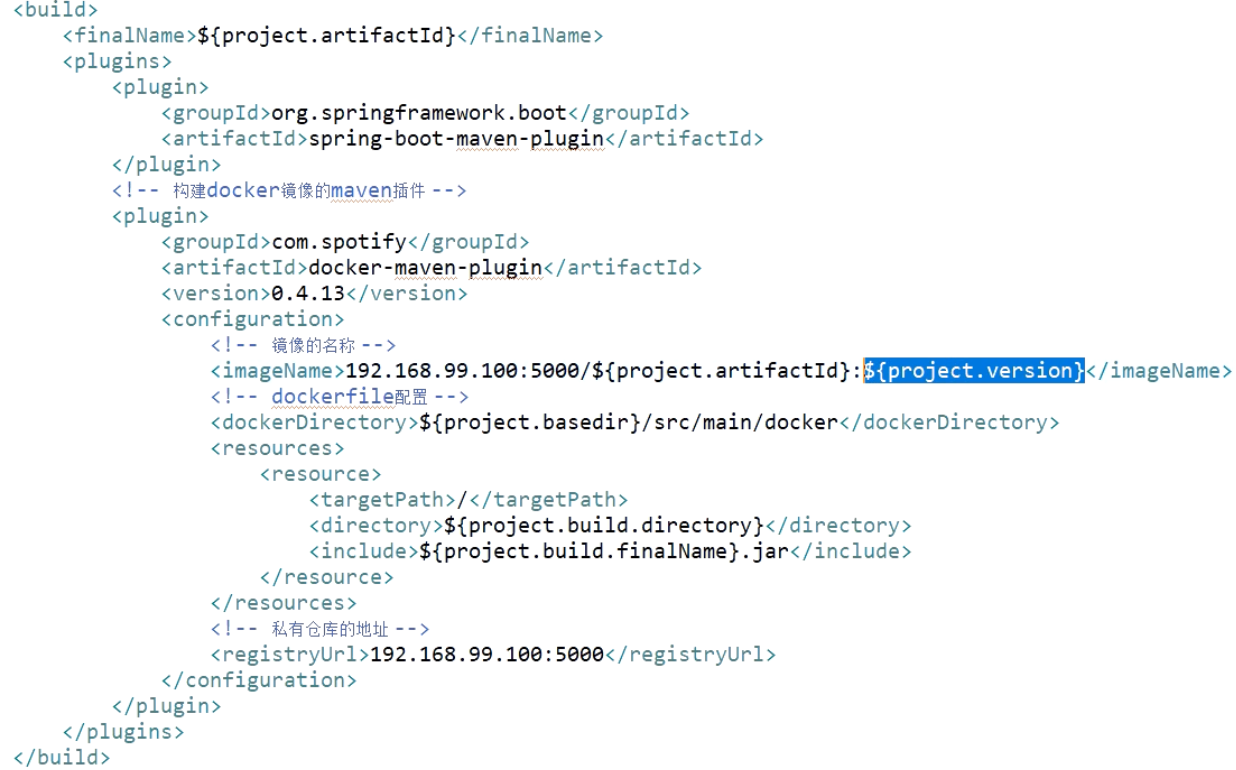 <build>
    <finalName>${project.artifactId}</finalName>
    <plugins>
        <plugin>
            <groupId>org.springframework.boot</groupId>
            <artifactId>spring-boot-maven-plugin</artifactId>
        </plugin>
        <!-- 构建docker镜像的maven插件 -->
        <plugin>
            <groupId>com.spotify</groupId>
            <artifactId>docker-maven-plugin</artifactId>
            <version>0.4.13</version>
            <configuration>
                <!-- 镜像的名称 -->
                <imageName>192.168.99.100:5000/${project.artifactId}:${project.version}</imageName>
                <!-- dockerfile配置 -->
                <dockerDirectory>${project.basedir}/src/main/docker</dockerDirectory>
                <resources>
                    <resource>
                        <targetPath>/</targetPath>
                        <directory>${project.build.directory}</directory>
                        <include>${project.build.finalName}.jar</include>
                    </resource>
                </resources>
                <!-- 私有仓库的地址 -->
                <registryUrl>192.168.99.100:5000</registryUrl>
            </configuration>
        </plugin>
    </plugins>
</build>